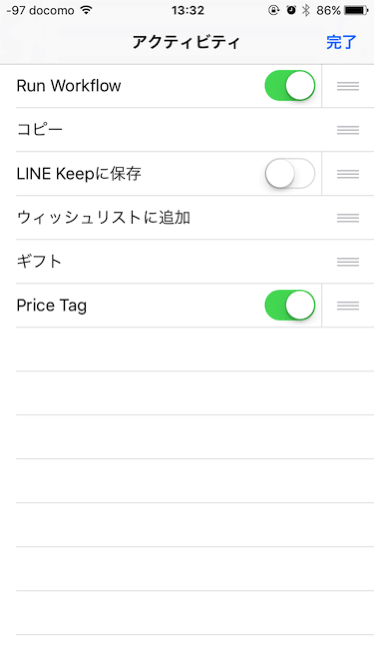 -97 docomo 13:32 86%
アクティビティ 完了
Run Workflow
コピー
LINE Keepに保存
ウィッシュリストに追加
ギフト
Price Tag